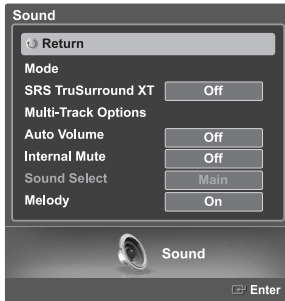 Sound
Return
Mode
SRS TruSurround XT Off
Multi-Track Options
Auto Volume Off
Internal Mute Off
Sound Select Main
Melody On
Sound
Enter